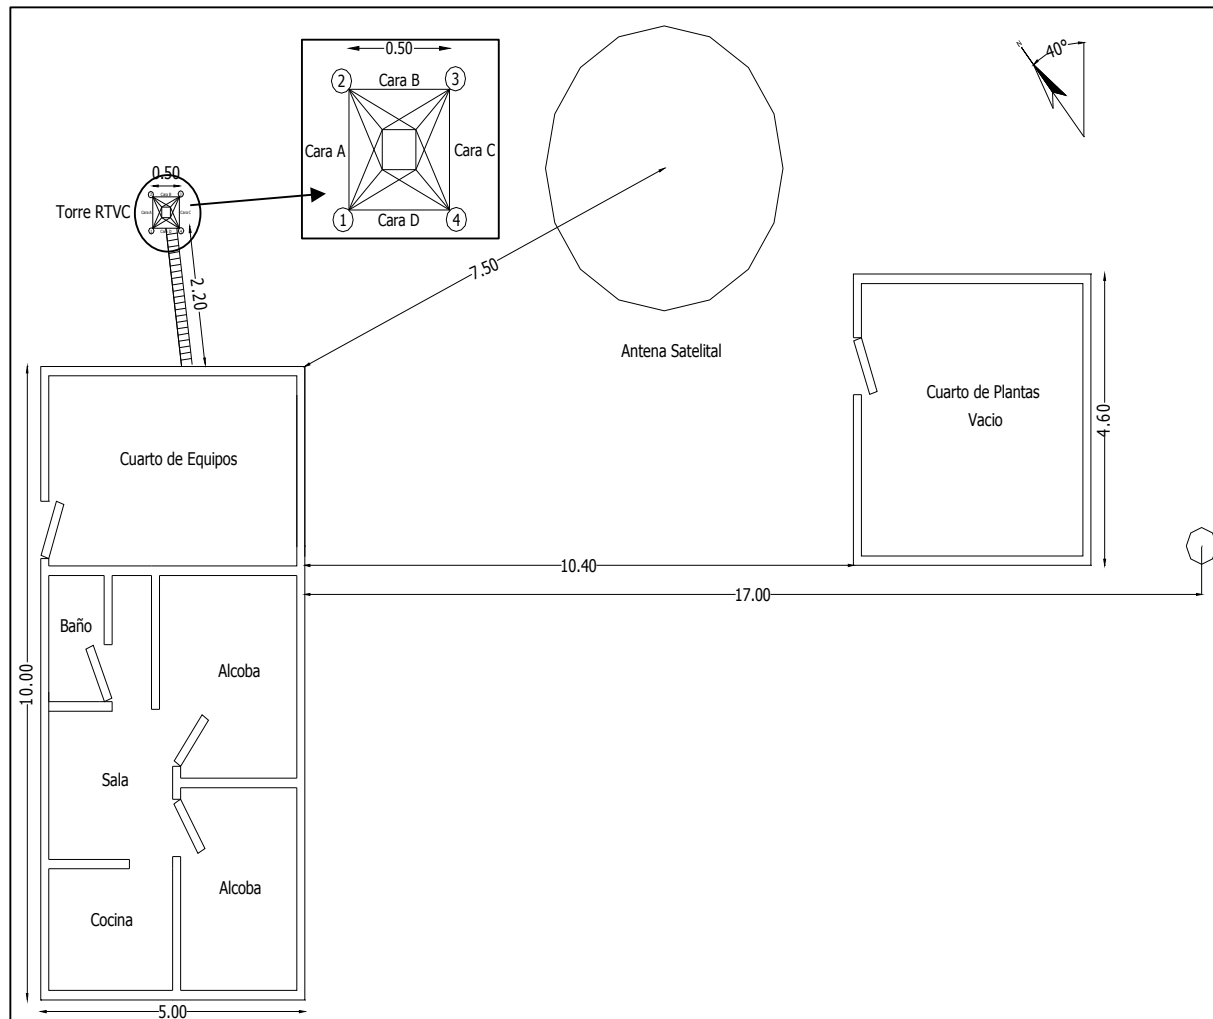 0.50
2
Cara B
3
Cara A
Cara C
1
Cara D
4
N
40°
0.50
Torre RTVC
2.20
7.50
Antena Satelital
Cuarto de Plantas
Vacio
4.60
Cuarto de Equipos
10.40
17.00
Baño
Alcoba
10.00
Sala
Alcoba
Cocina
5.00